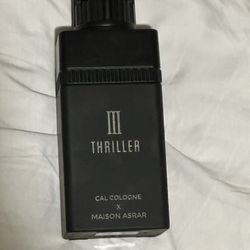 III
THRILLER
CAL COLOGNE
X
MAISON ASRAR